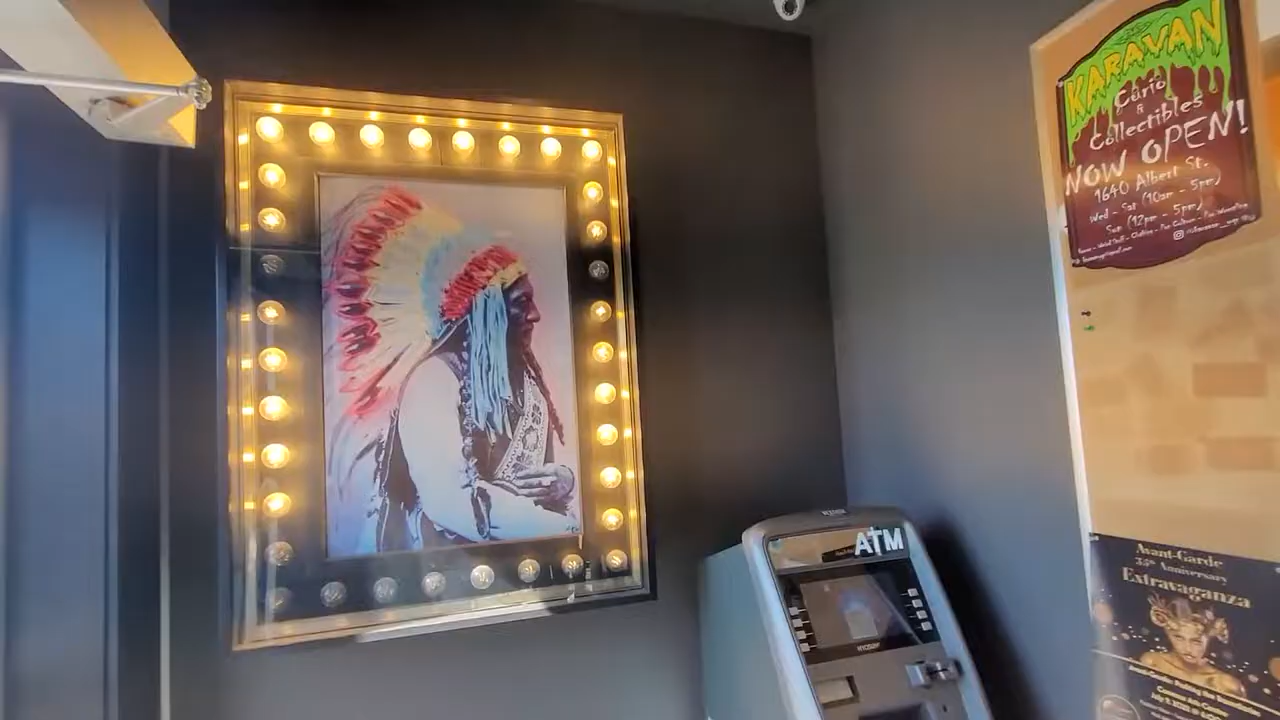 KARAVAN
Curio
&
Collectibles
NOW OPEN!
1640 Albert St.
Wed - Sat (10am - 5pm)
Sun (12pm - 5pm)
ATM
HYOSUNG
Avant-Garde
35th Anniversary
Extravaganza